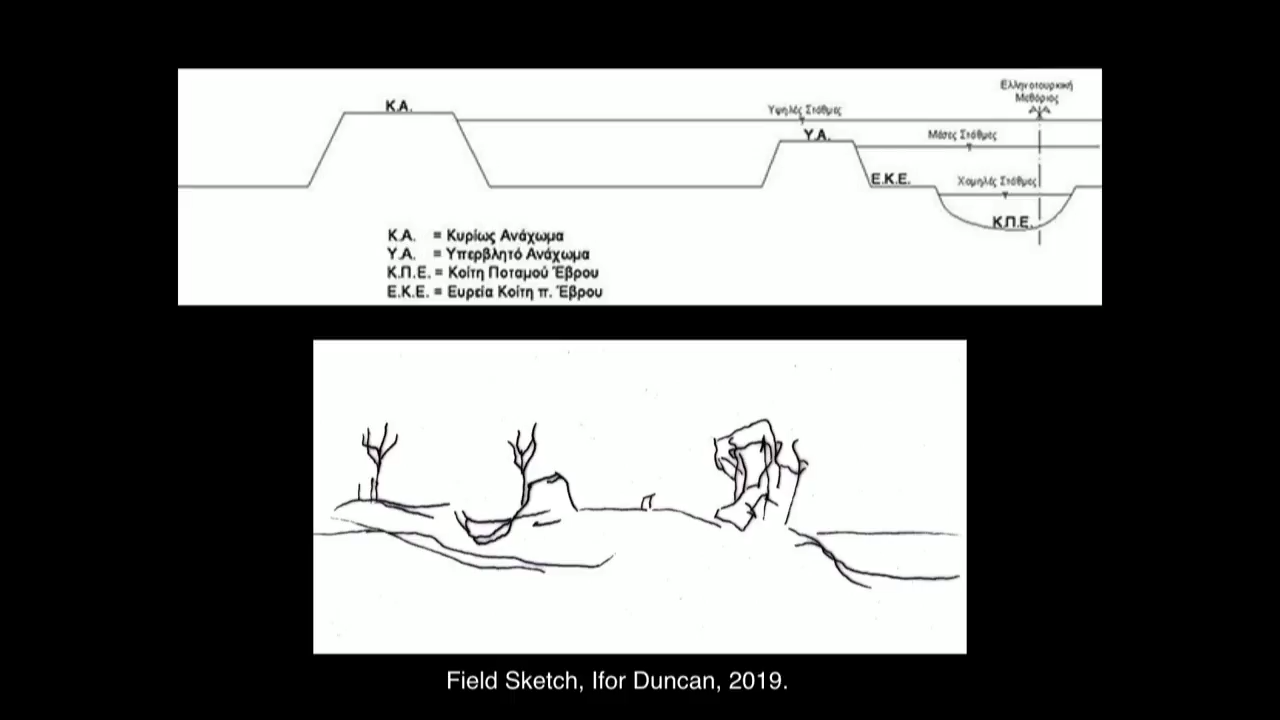 Ελληνοτουρκική
Μεθόριος
Κ.Α.
Υψηλές Στάθμες
Υ.Α.
Μέσες Στάθμες
Ε.Κ.Ε.
Χαμηλές Στάθμες
Κ.Π.Ε.
Κ.Α. = Κυρίως Ανάχωμα
Υ.Α. = Υπερβλητό Ανάχωμα
Κ.Π.Ε. = Κοίτη Ποταμού Έβρου
Ε.Κ.Ε. = Ευρεία Κοίτη π. Έβρου
Field Sketch, Ifor Duncan, 2019.